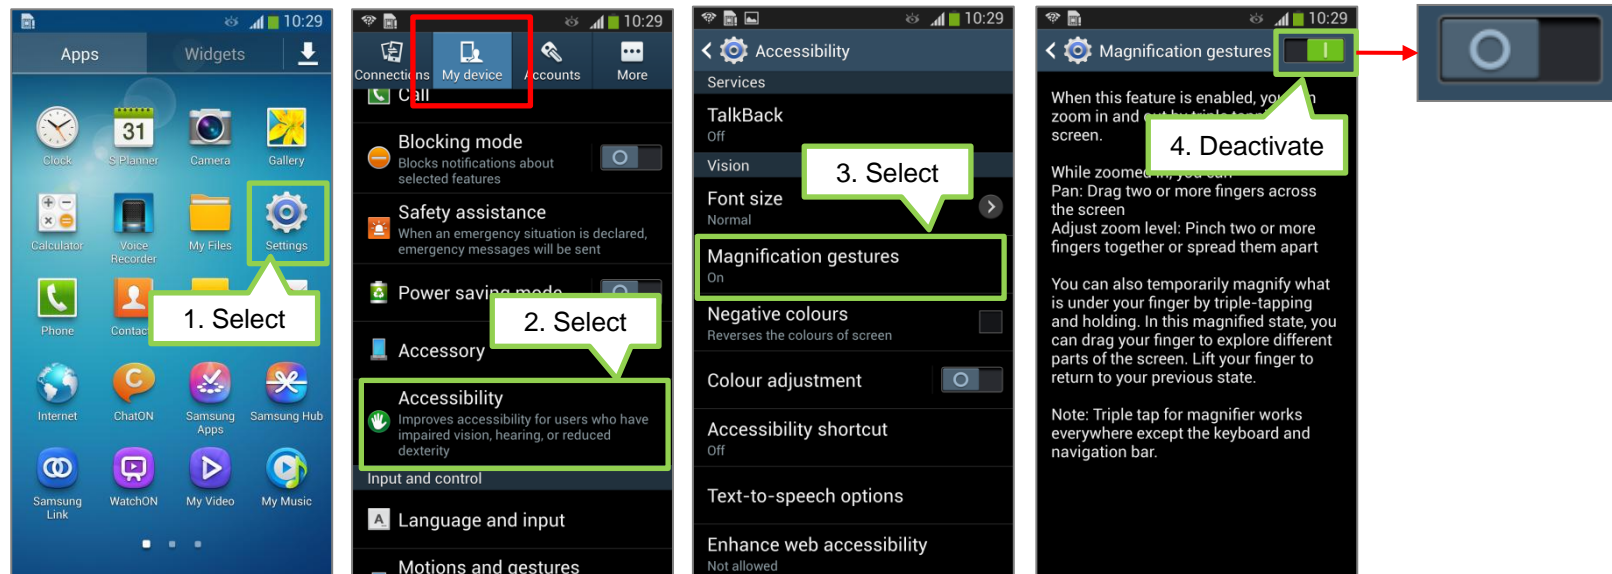 10:29
Apps
Widgets
31
Clock
S Planner
Camera
Gallery
Calculator
Voice
Recorder
My Files
Settings
Phone
1. Select
C
Internet
ChatON
Samsung
Apps
Samsung Hub
Samsung
Link
WatchON
My Video
My Music
10:29
Connections
My device
Accounts
More
Call
Blocking mode
Blocks notifications about
selected features
Safety assistance
When an emergency situation is declared,
emergency messages will be sent
Power saving mode
2. Select
Accessory
Accessibility
Improves accessibility for users who have
impaired vision, hearing, or reduced
dexterity
Input and control
A
Language and input
Motions and gestures
10:29
Accessibility
Services
TalkBack
Off
Vision
3. Select
Font size
Normal
Magnification gestures
On
Negative colours
Reverses the colours of screen
Colour adjustment
Accessibility shortcut
Off
Text-to-speech options
Enhance web accessibility
Not allowed
10:29
Magnification gestures
When this feature is enabled,
zoom in and
screen.
4. Deactivate
While zoomed in, you can
Pan: Drag two or more fingers across
the screen
Adjust zoom level: Pinch two or more
fingers together or spread them apart
You can also temporarily magnify what
is under your finger by triple-tapping
and holding. In this magnified state, you
can drag your finger to explore different
parts of the screen. Lift your finger to
return to your previous state.
Note: Triple tap for magnifier works
everywhere except the keyboard and
navigation bar.